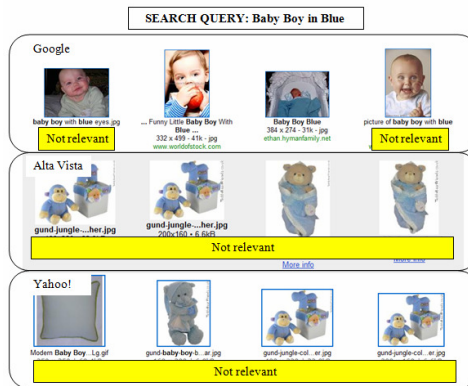 SEARCH QUERY: Baby Boy in Blue
Google
baby boy with blue eyes.jpg
... Funny Little Baby Boy With
Blue ...
332 x 499 - 41k - jpg
www.worldofstock.com
Baby Boy Blue
384 x 274 - 31k - jpg
ethan.hymanfamily.net
picture of baby boy with blue
Not relevant
Not relevant
Alta Vista
gund-jungle-...her.jpg
gund-jungle-...her.jpg
200x160 • 6.6kB
Not relevant
More info
Yahoo!
Modern Baby Boy...Lg.gif
gund-baby-boy-b...ar.jpg
gund-jungle-col...er.jpg
gund-jungle-col...er.jpg
Not relevant